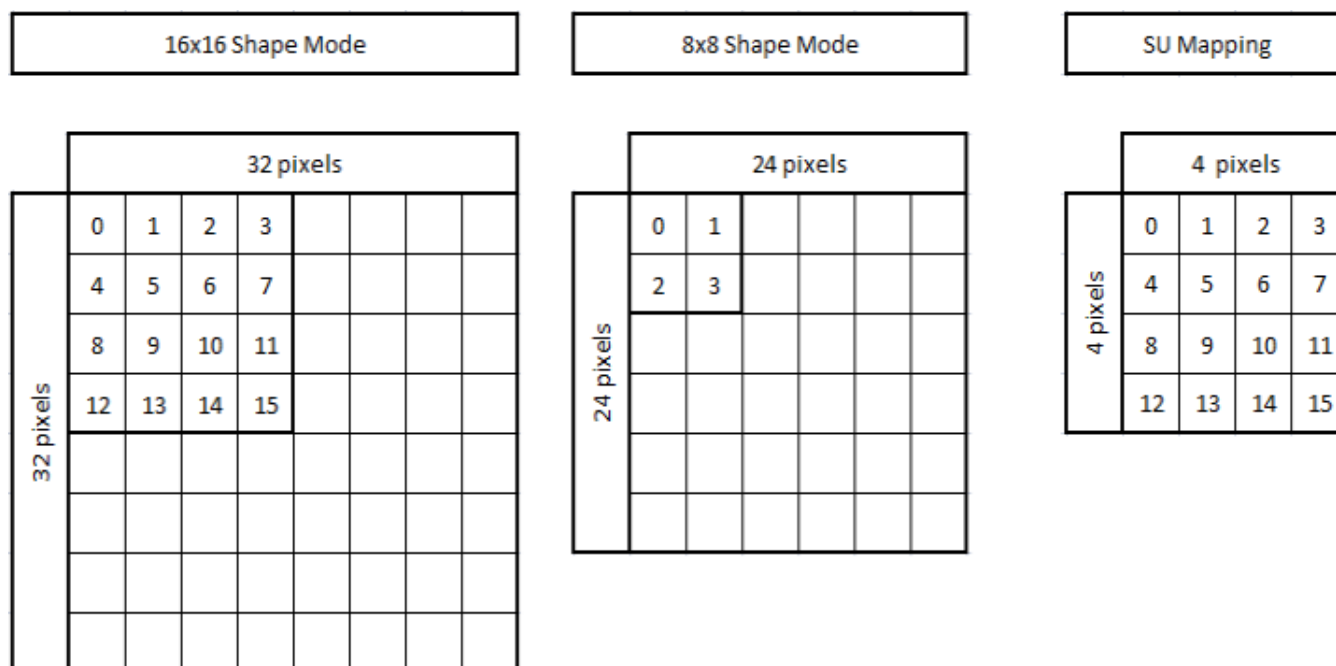 16x16 Shape Mode
8x8 Shape Mode
SU Mapping
32 pixels
32 pixels
0 1 2 3
4 5 6 7
8 9 10 11
12 13 14 15
24 pixels
24 pixels
0 1
2 3
4 pixels
4 pixels
0 1 2 3
4 5 6 7
8 9 10 11
12 13 14 15